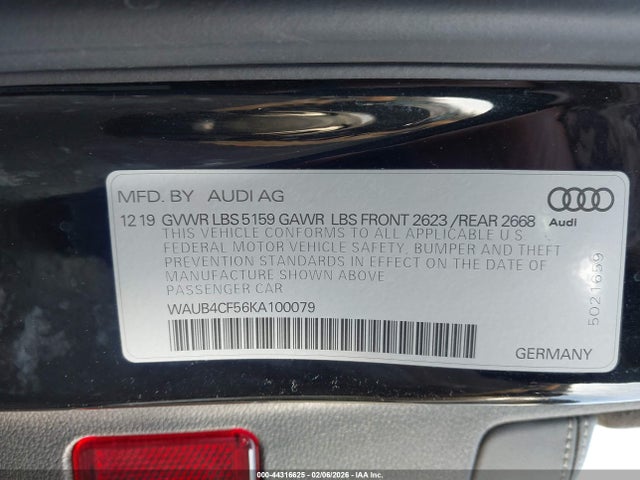 MFD. BY AUDI AG
12 19 GVWR LBS 5159 GAWR LBS FRONT 2623 / REAR 2668
THIS VEHICLE CONFORMS TO ALL APPLICABLE U S
FEDERAL MOTOR VEHICLE SAFETY, BUMPER AND THEFT
PREVENTION STANDARDS IN EFFECT ON THE DATE OF
MANUFACTURE SHOWN ABOVE
PASSENGER CAR
WAUB4CF56KA100079
Audi
5021659
GERMANY
000-44316625 - 02/06/2026 - IAAC